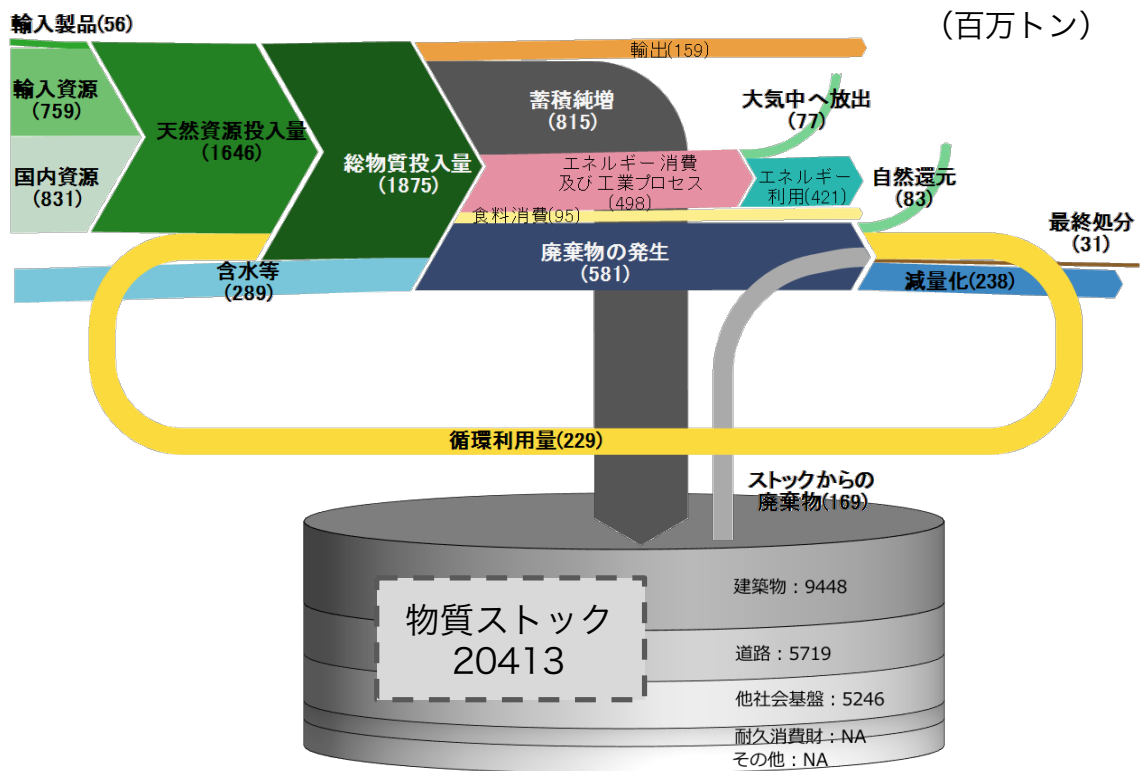 （百万トン）
輸入製品(56)
輸入資源
(759)
国内資源
(831)
天然資源投入量
(1646)
総物質投入量
(1875)
輸出(159)
蓄積純増
(815)
エネルギー消費
及び工業プロセス
(498)
食料消費(95)
廃棄物の発生
(581)
大気中へ放出
(77)
エネルギー
利用(421)
自然還元
(83)
最終処分
(31)
減量化(238)
含水等
(289)
循環利用量(229)
ストックからの
廃棄物(169)
物質ストック
20413
建築物：9448
道路：5719
他社会基盤：5246
耐久消費財：NA
その他：NA